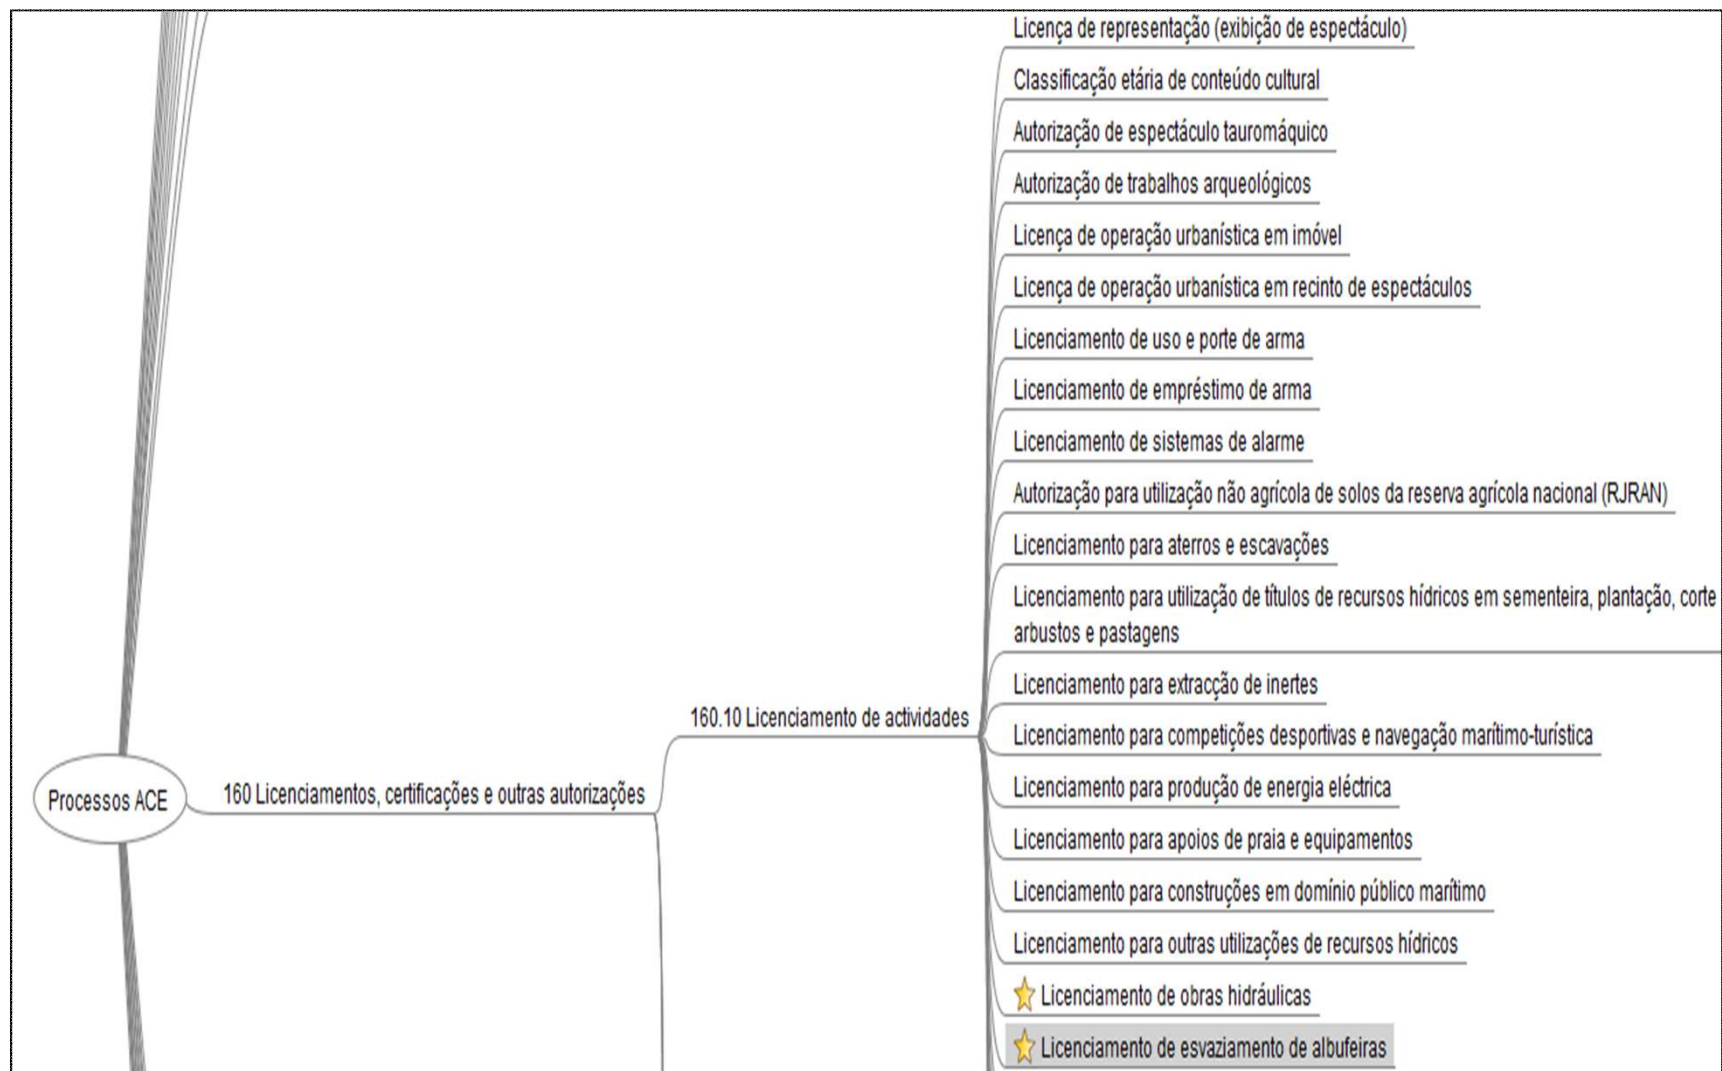 Licença de representação (exibição de espectáculo)
Classificação etária de conteúdo cultural
Autorização de espectáculo tauromáquico
Autorização de trabalhos arqueológicos
Licença de operação urbanística em imóvel
Licença de operação urbanística em recinto de espectáculos
Licenciamento de uso e porte de arma
Licenciamento de empréstimo de arma
Licenciamento de sistemas de alarme
Autorização para utilização não agrícola de solos da reserva agrícola nacional (RJRAN)
Licenciamento para aterros e escavações
Licenciamento para utilização de títulos de recursos hídricos em sementeira, plantação, corte
arbustos e pastagens
Licenciamento para extracção de inertes
160.10 Licenciamento de actividades
Licenciamento para competições desportivas e navegação marítimo-turística
Licenciamento para produção de energia eléctrica
160 Licenciamentos, certificações e outras autorizações
Processos ACE
Licenciamento para apoios de praia e equipamentos
Licenciamento para construções em domínio público marítimo
Licenciamento para outras utilizações de recursos hídricos
Licenciamento de obras hidráulicas
Licenciamento de esvaziamento de albufeiras